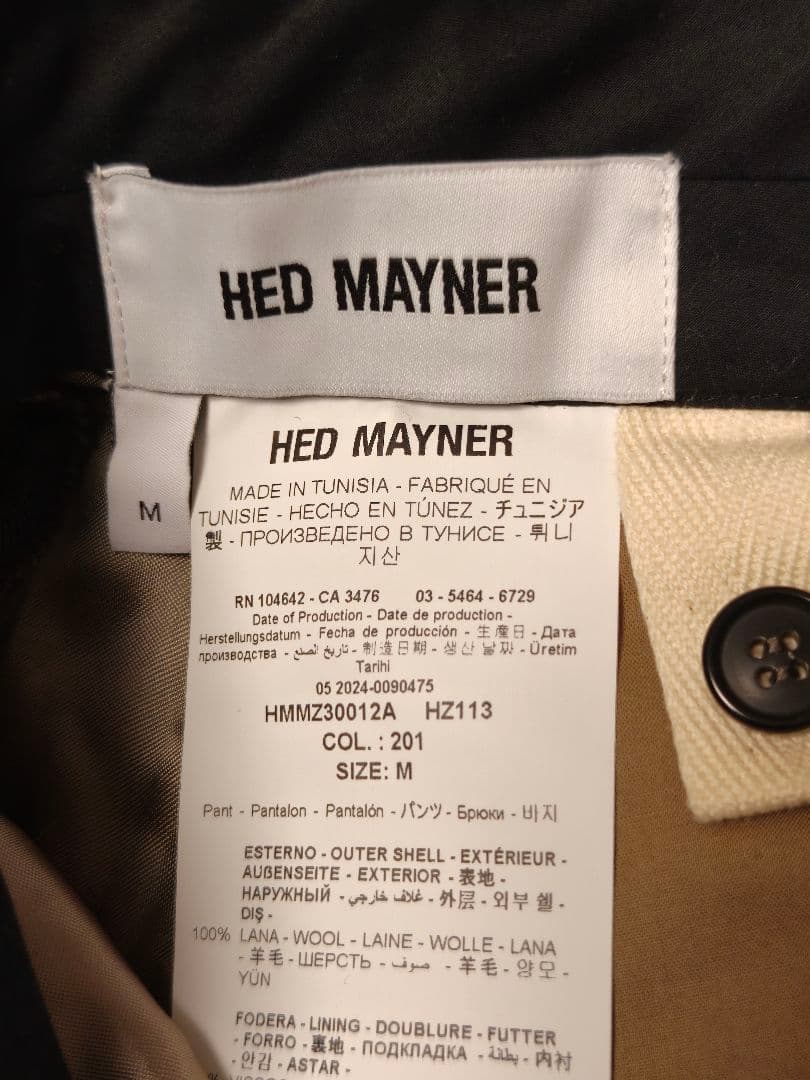 HED MAYNER
M
HED MAYNER
MADE IN TUNISIA - FABRIQUÉ EN
TUNISIE - HECHO EN TÚNEZ - チュニジア
製 - ПРОИЗВЕДЕНО В ТУНИСЕ - 튀니
지산
RN 104642 - CA 3476 03 - 5464 - 6729
Date of Production - Date de production -
Herstellungsdatum - Fecha de producción - 生産日 - Дата
производства - تاريخ الصنع - 制造日期 - 생산 날짜 - Üretim
Tarihi
05 2024-0090475
HMMZ30012A HZ113
COL. : 201
SIZE: M
Pant - Pantalon - Pantalón - パンツ - Брюки - 바지
ESTERNO - OUTER SHELL - EXTÉRIEUR -
AUßENSEITE - EXTERIOR - 表地 -
НАРУЖНЫЙ - غلاف خارجي - 外层 - 외부 쉘 -
DIŞ -
100% LANA - WOOL - LAINE - WOLLE - LANA
- 羊毛 - ШЕРСТЬ - صوف - 羊毛 - 양모 -
YÜN
FODERA - LINING - DOUBLURE - FUTTER
- FORRO - 裏地 - ПОДКЛАДКА - بطانة - 内衬
- 안감 - ASTAR -